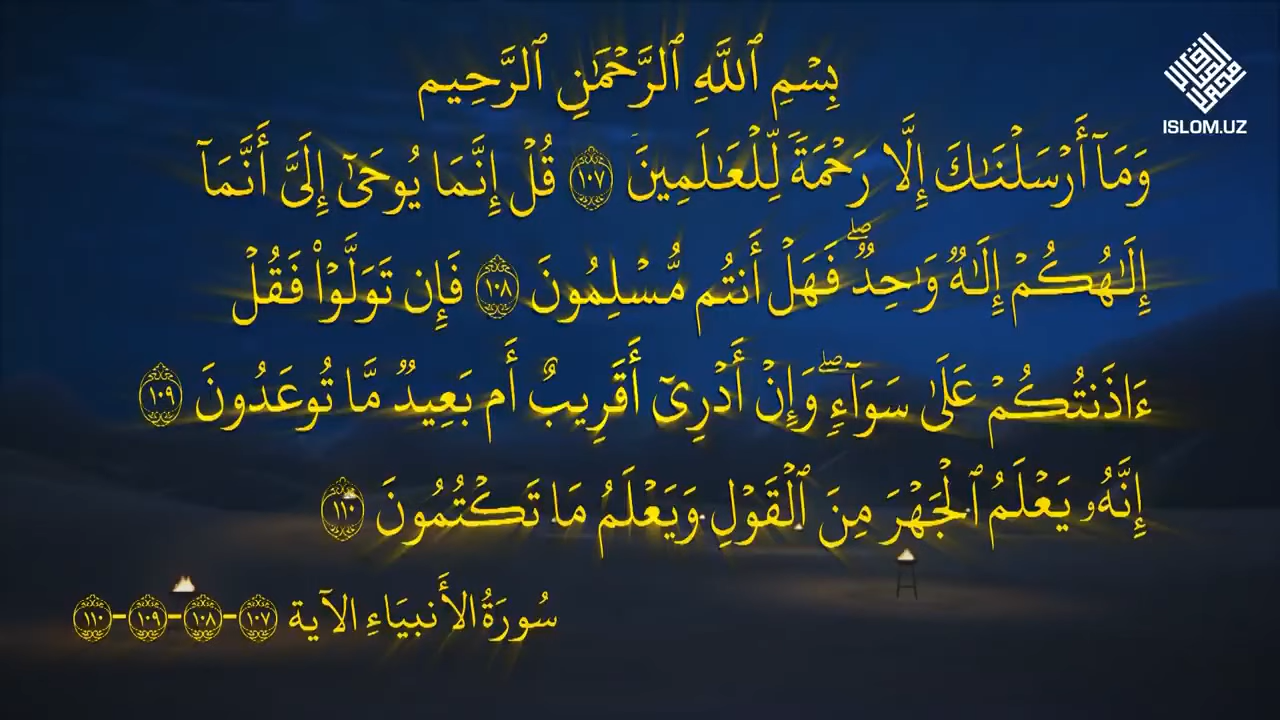 ISLOM.UZ
بِسْمِ ٱللَّهِ ٱلرَّحْمَٰنِ ٱلرَّحِيمِ
وَمَآ أَرْسَلْنَٰكَ إِلَّا رَحْمَةً لِّلْعَٰلَمِينَ ١٠٧ قُلْ إِنَّمَا يُوحَىٰٓ إِلَىَّ أَنَّمَآ
إِلَٰهُكُمْ إِلَٰهٌ وَٰحِدٌ ۖ فَهَلْ أَنتُم مُّسْلِمُونَ ١٠٨ فَإِن تَوَلَّوْا۟ فَقُلْ
ءَاذَنتُكُمْ عَلَىٰ سَوَآءٍ ۖ وَإِنْ أَدْرِىٓ أَقَرِيبٌ أَم بَعِيدٌ مَّا تُوعَدُونَ ١٠٩
إِنَّهُۥ يَعْلَمُ ٱلْجَهْرَ مِنَ ٱلْقَوْلِ وَيَعْلَمُ مَا تَكْتُمُونَ ١١٠
سُورَةُ الأَنبيَاءِ الآية ١٠٧-١٠٨-١٠٩-١١٠